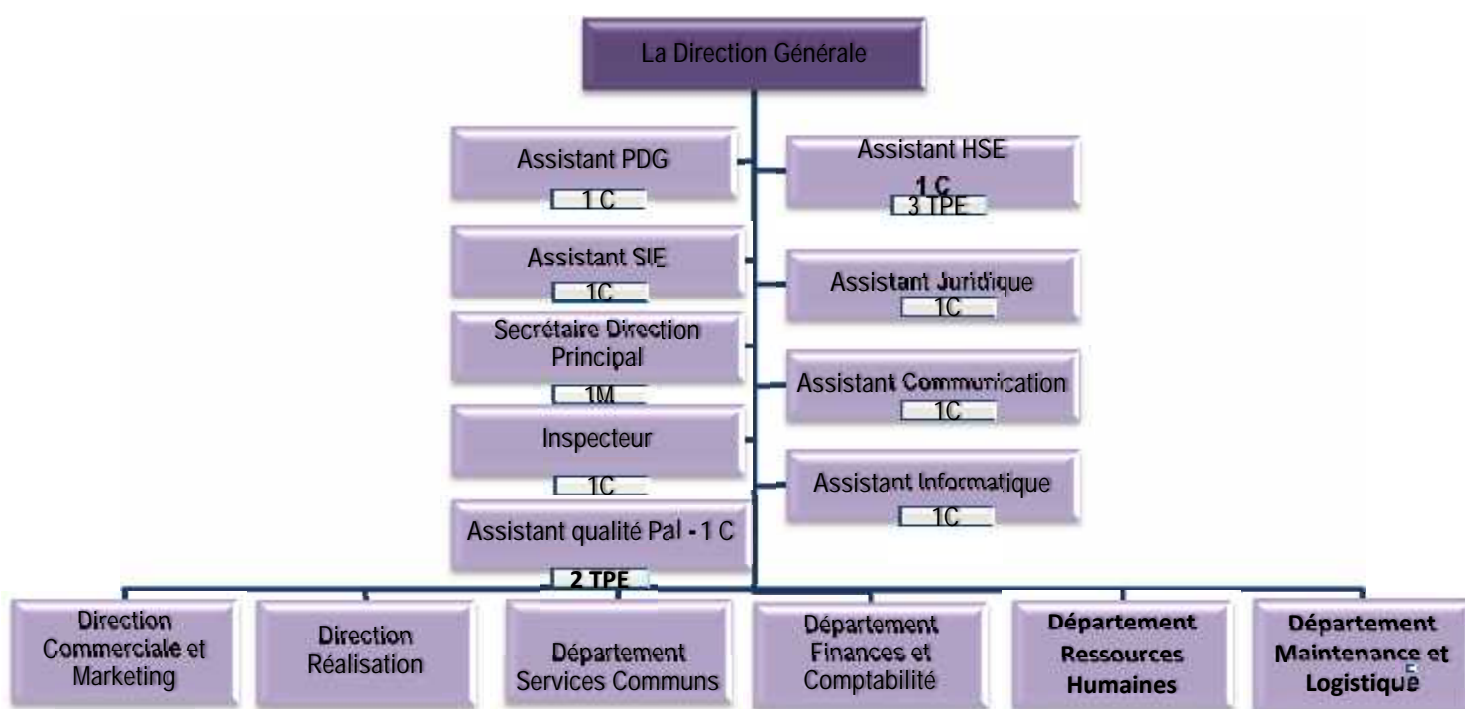 La Direction Générale
Assistant PDG
1 C
Assistant HSE
1 C
3 TPE
Assistant SIE
1C
Assistant Juridique
1C
Secrétaire Direction
Principal
1M
Assistant Communication
1C
Inspecteur
1C
Assistant Informatique
1C
Assistant qualité Pal - 1 C
2 TPE
Direction
Commerciale et
Marketing
Direction
Réalisation
Département
Services Communs
Département
Finances et
Comptabilité
Département
Ressources
Humaines
Département
Maintenance et
Logistique